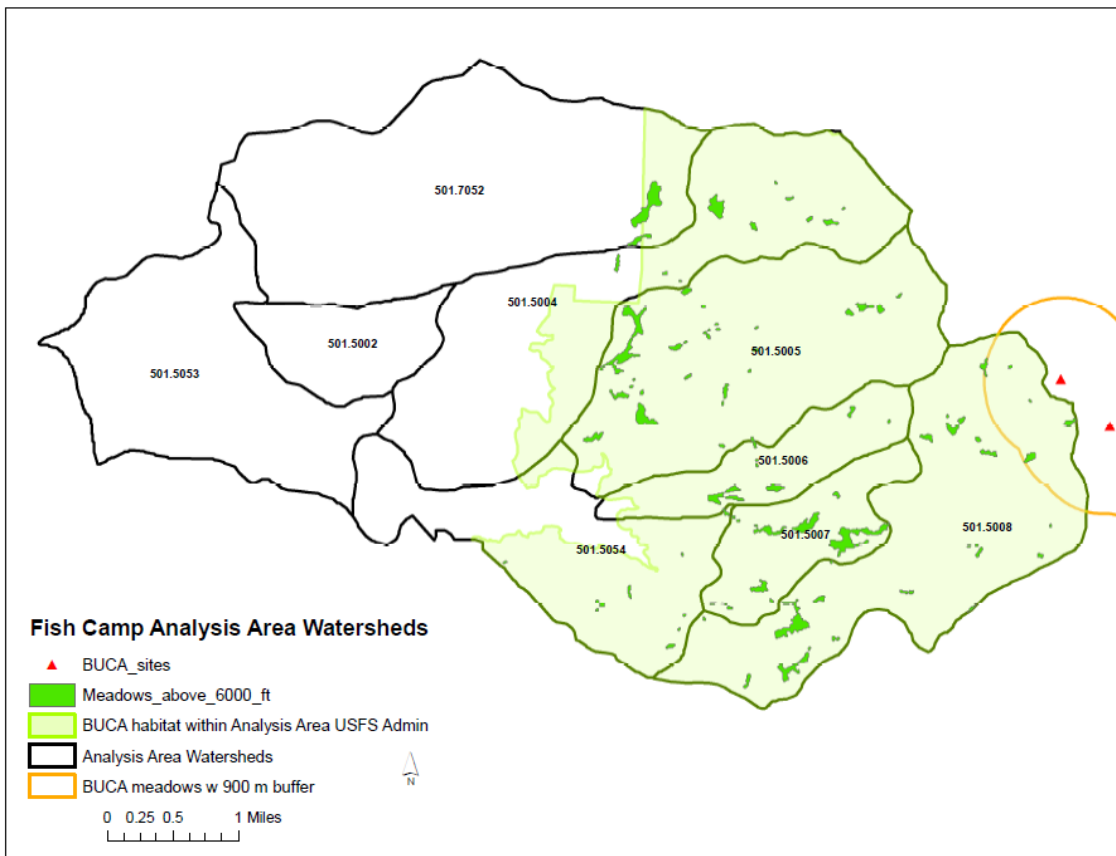 501.7052
501.5004
501.5002
501.5005
501.5053
501.5006
501.5007
501.5008
501.5054
Fish Camp Analysis Area Watersheds
BUCA_sites
Meadows_above_6000_ft
BUCA habitat within Analysis Area USFS Admin
Analysis Area Watersheds
BUCA meadows w 900 m buffer
N
0 0.25 0.5 1 Miles